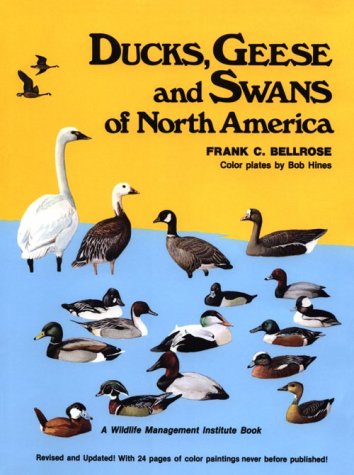 DUCKS, GEESE
and SWANS
of North America
FRANK C. BELLROSE
Color plates by Bob Hines
A Wildlife Management Institute Book
Revised and Updated! With 24 pages of color paintings never before published!